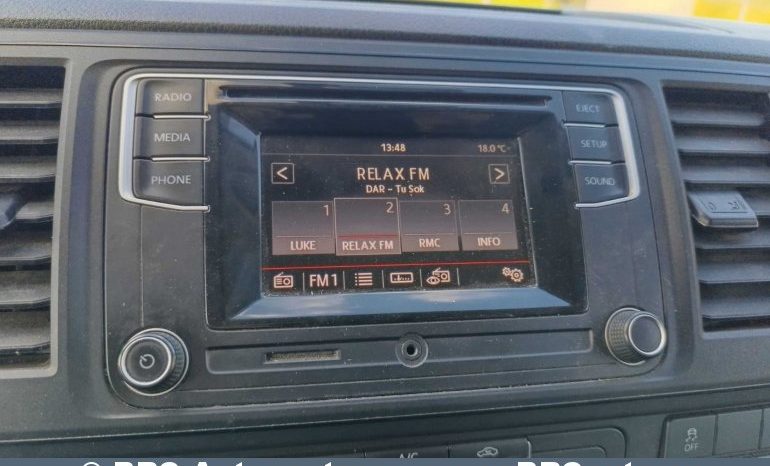 RADIO
MEDIA
PHONE
EJECT
SETUP
SOUND
13:48 18.0 °C
< RELAX FM >
DAR - Tu Sok
1 2 3 4
LUKE RELAX FM RMC INFO
FM1
A/C
OFF